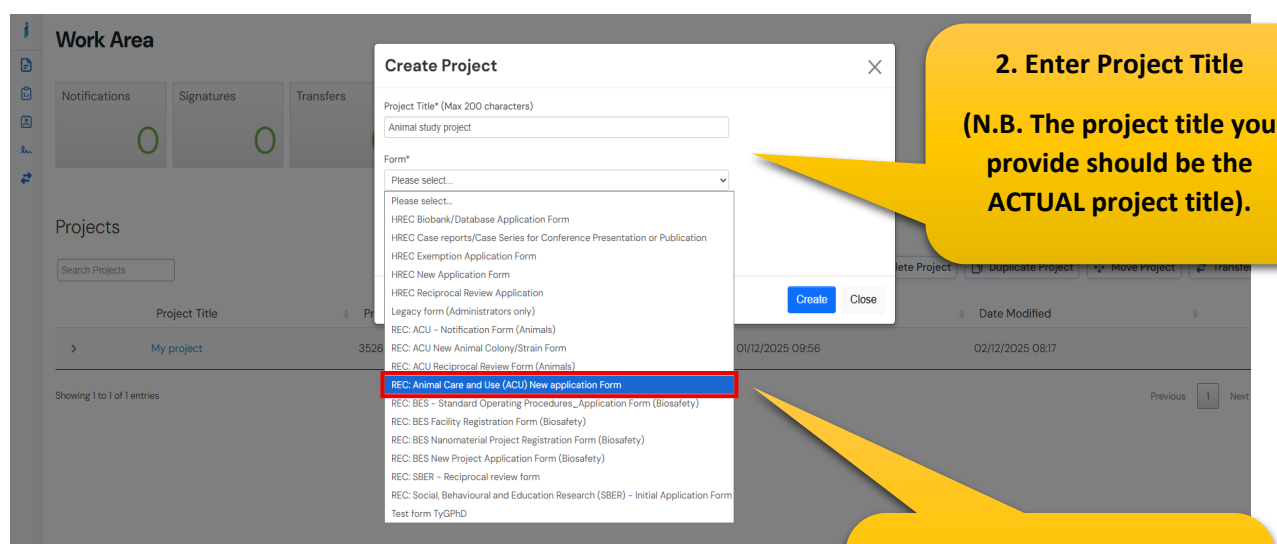 Work Area
Notifications
Signatures
Transfers
0
0
Create Project
Project Title* (Max 200 characters)
Animal study project
Form*
Please select...
Please select...
HREC Biobank/Database Application Form
HREC Case reports/Case Series for Conference Presentation or Publication
HREC Exemption Application Form
HREC New Application Form
HREC Reciprocal Review Application
Legacy form (Administrators only)
REC: ACU - Notification Form (Animals)
REC: ACU New Animal Colony/Strain Form
REC: ACU Reciprocal Review Form (Animals)
REC: Animal Care and Use (ACU) New application Form
REC: BES - Standard Operating Procedures_Application Form (Biosafety)
REC: BES Facility Registration Form (Biosafety)
REC: BES Nanomaterial Project Registration Form (Biosafety)
REC: BES New Project Application Form (Biosafety)
REC: SBER - Reciprocal review form
REC: Social, Behavioural and Education Research (SBER) - Initial Application Form
Test form TyGPhD
Create
Close
2. Enter Project Title
(N.B. The project title you
provide should be the
ACTUAL project title).
Projects
Search Projects
lete Project
Duplicate Project
Move Project
Transfer
Project Title
Pr
Date Modified
My project
3526
01/12/2025 09:56
02/12/2025 08:17
Showing 1 to 1 of 1 entries
Previous
1
Next